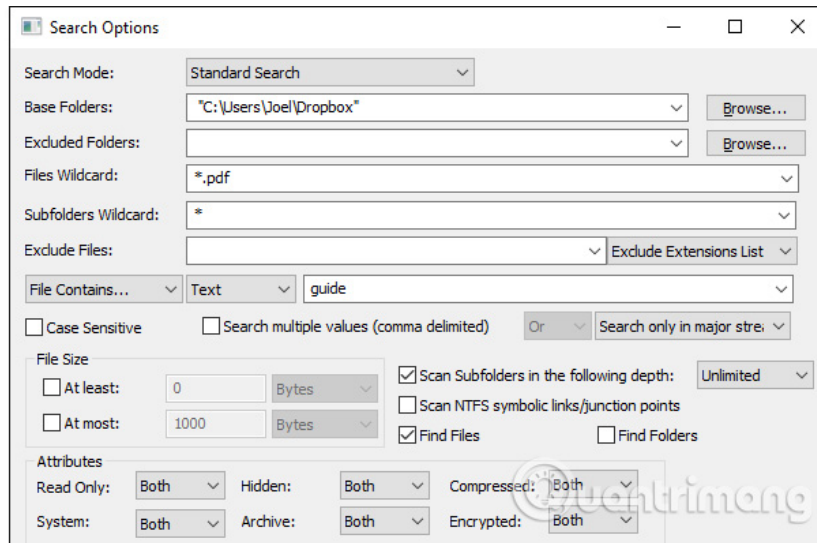 Search Options
Search Mode: Standard Search
Base Folders: "C:\Users\Joel\Dropbox" Browse...
Excluded Folders: Browse...
Files Wildcard: *.pdf
Subfolders Wildcard: *
Exclude Files: Exclude Extensions List
File Contains... Text guide
Case Sensitive Search multiple values (comma delimited) Or Search only in major strea
File Size
At least: 0 Bytes
At most: 1000 Bytes
Scan Subfolders in the following depth: Unlimited
Scan NTFS symbolic links/junction points
Find Files Find Folders
Attributes
Read Only: Both Hidden: Both Compressed: Both
System: Both Archive: Both Encrypted: Both
Quantrimang